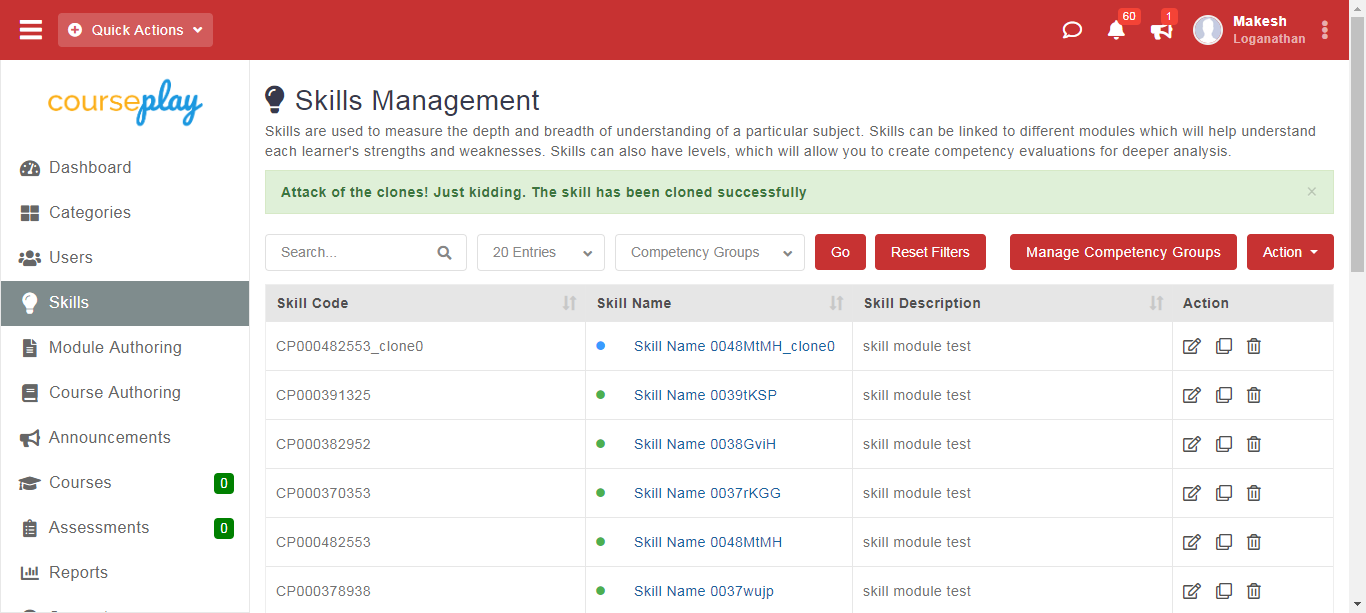 Quick Actions
60
1
Makesh
Loganathan
courseplay
Dashboard
Categories
Users
Skills
Module Authoring
Course Authoring
Announcements
Courses 0
Assessments 0
Reports
Skills Management
Skills are used to measure the depth and breadth of understanding of a particular subject. Skills can be linked to different modules which will help understand
each learner's strengths and weaknesses. Skills can also have levels, which will allow you to create competency evaluations for deeper analysis.
Attack of the clones! Just kidding. The skill has been cloned successfully ×
Search... 20 Entries Competency Groups Go Reset Filters Manage Competency Groups Action
Skill Code Skill Name Skill Description Action
CP000482553_clone0 Skill Name 0048MtMH_clone0 skill module test
CP000391325 Skill Name 0039tKSP skill module test
CP000382952 Skill Name 0038GviH skill module test
CP000370353 Skill Name 0037rKGG skill module test
CP000482553 Skill Name 0048MtMH skill module test
CP000378938 Skill Name 0037wujp skill module test